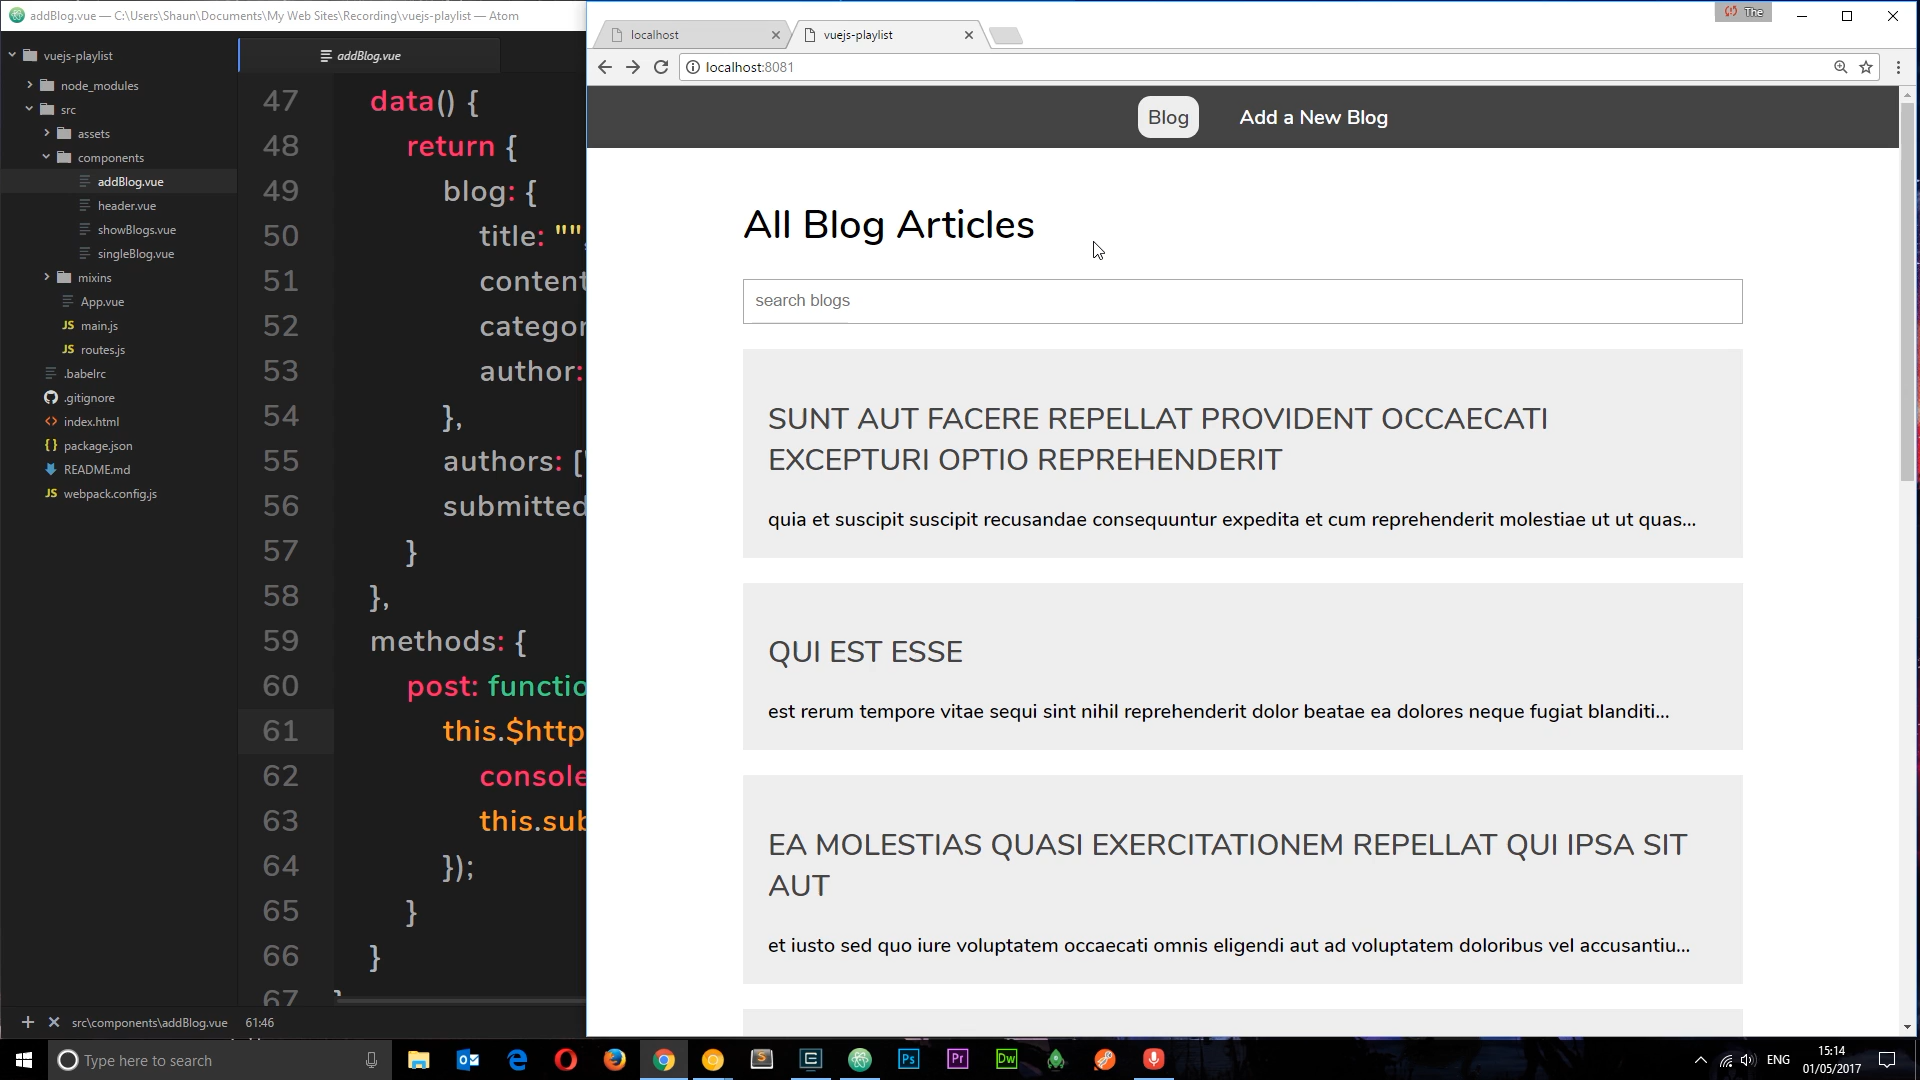 addBlog.vue — C:\Users\Shaun\Documents\My Web Sites\Recording\vuejs-playlist — Atom
vuejs-playlist
node_modules
src
assets
components
addBlog.vue
header.vue
showBlogs.vue
singleBlog.vue
mixins
App.vue
JS main.js
JS routes.js
.babelrc
.gitignore
index.html
package.json
README.md
JS webpack.config.js
addBlog.vue
47 data() {
48 return {
49 blog: {
50 title: "",
51 content
52 categor
53 author:
54 },
55 authors: ["
56 submitted
57 }
58 },
59 methods: {
60 post: functio
61 this.$http
62 console
63 this.sub
64 });
65 }
66 }
67
src\components\addBlog.vue 61:46
The
localhost
vuejs-playlist
localhost:8081
Blog
Add a New Blog
All Blog Articles
search blogs
SUNT AUT FACERE REPELLAT PROVIDENT OCCAECATI
EXCEPTURI OPTIO REPREHENDERIT
quia et suscipit suscipit recusandae consequuntur expedita et cum reprehenderit molestiae ut ut quas...
QUI EST ESSE
est rerum tempore vitae sequi sint nihil reprehenderit dolor beatae ea dolores neque fugiat blanditi...
EA MOLESTIAS QUASI EXERCITATIONEM REPELLAT QUI IPSA SIT
AUT
et iusto sed quo iure voluptatem occaecati omnis eligendi aut ad voluptatem doloribus vel accusantiu...
Type here to search
Ps
Pr
Dw
ENG
15:14
01/05/2017